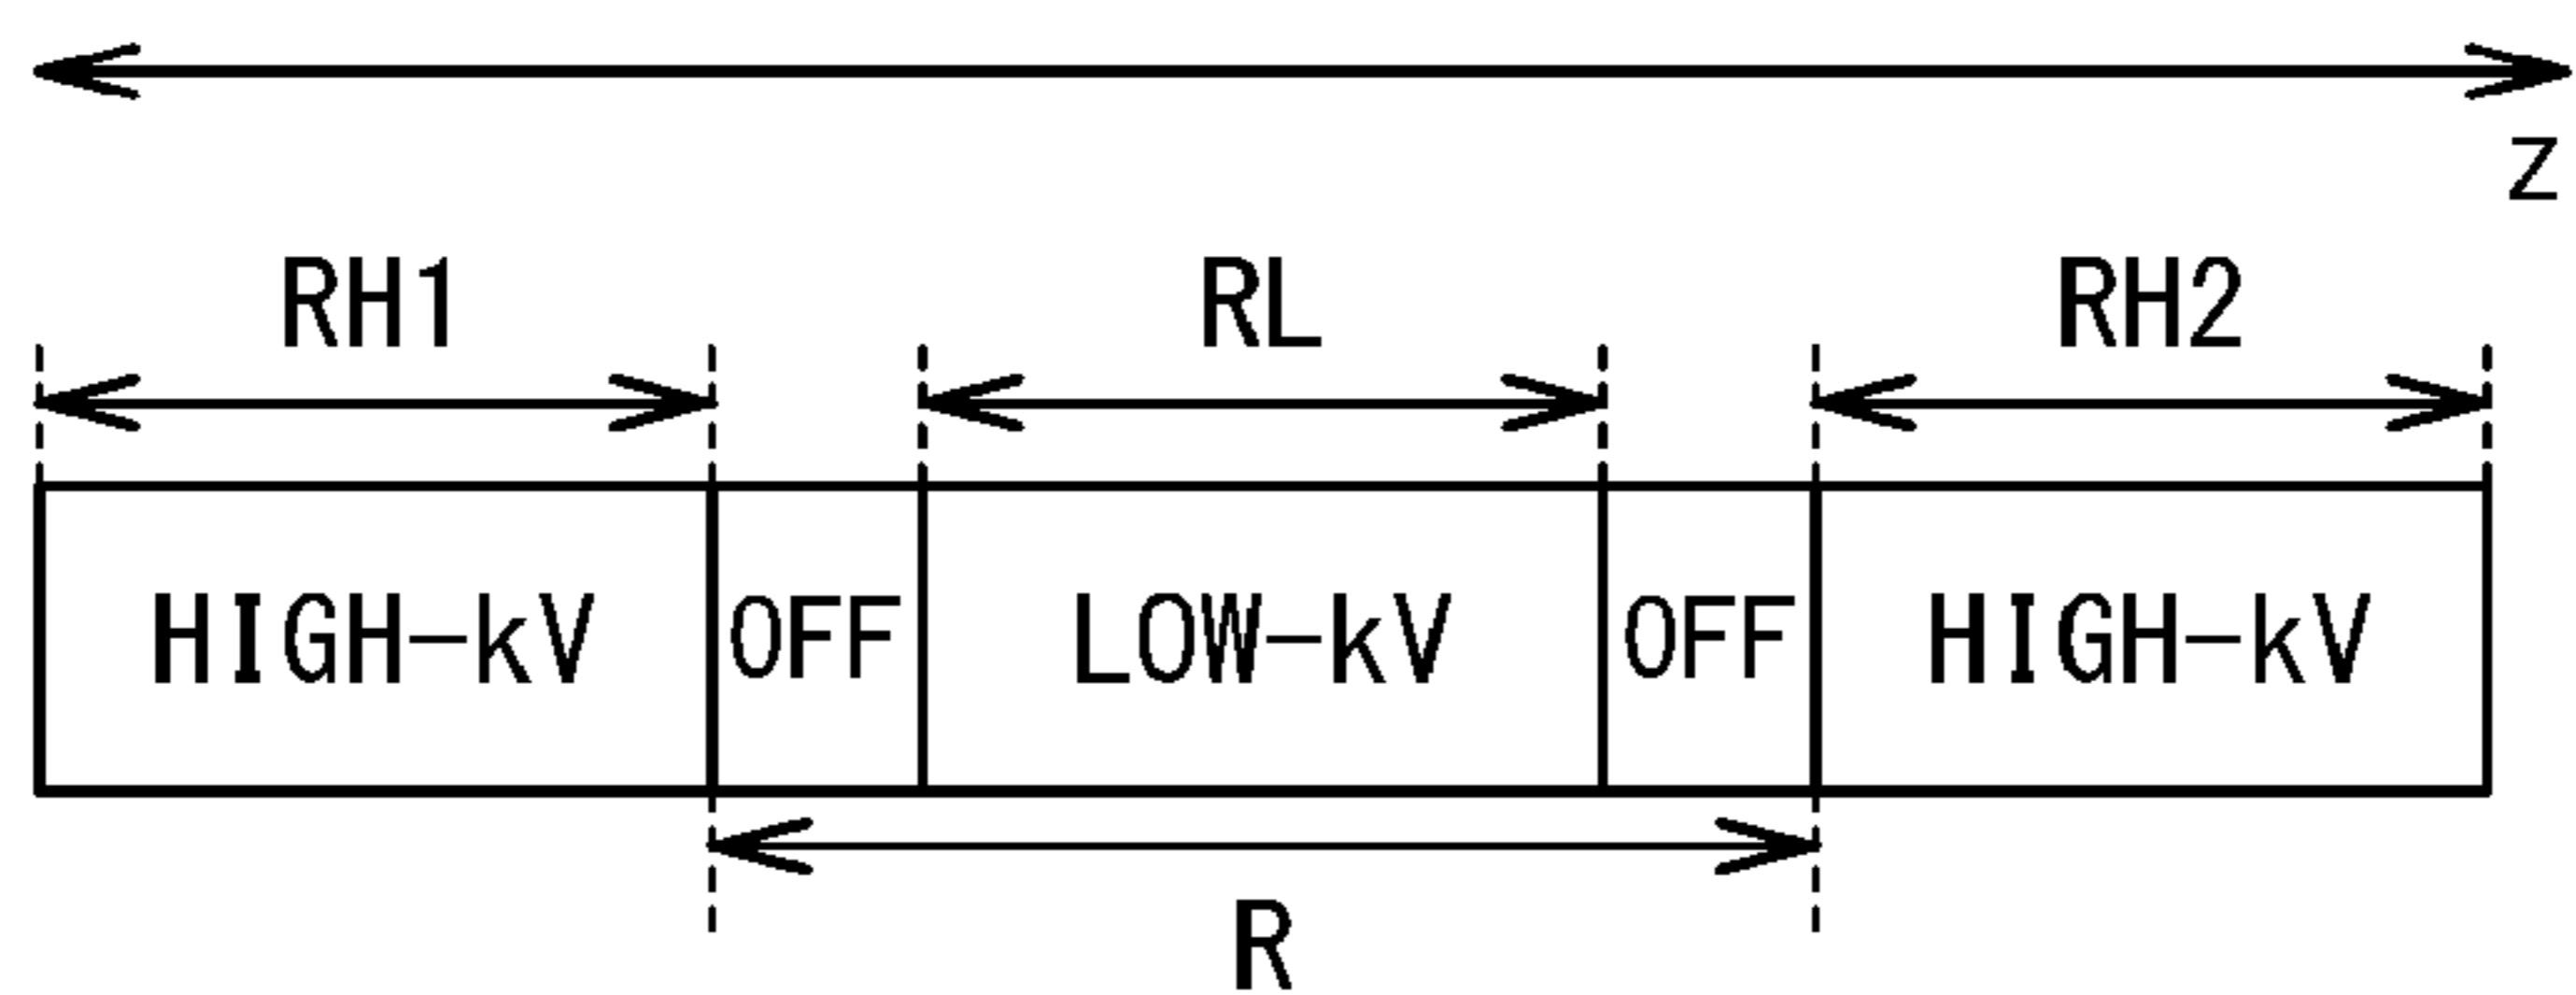 Z
RH1 RL RH2
HIGH-kV OFF LOW-kV OFF HIGH-kV
R